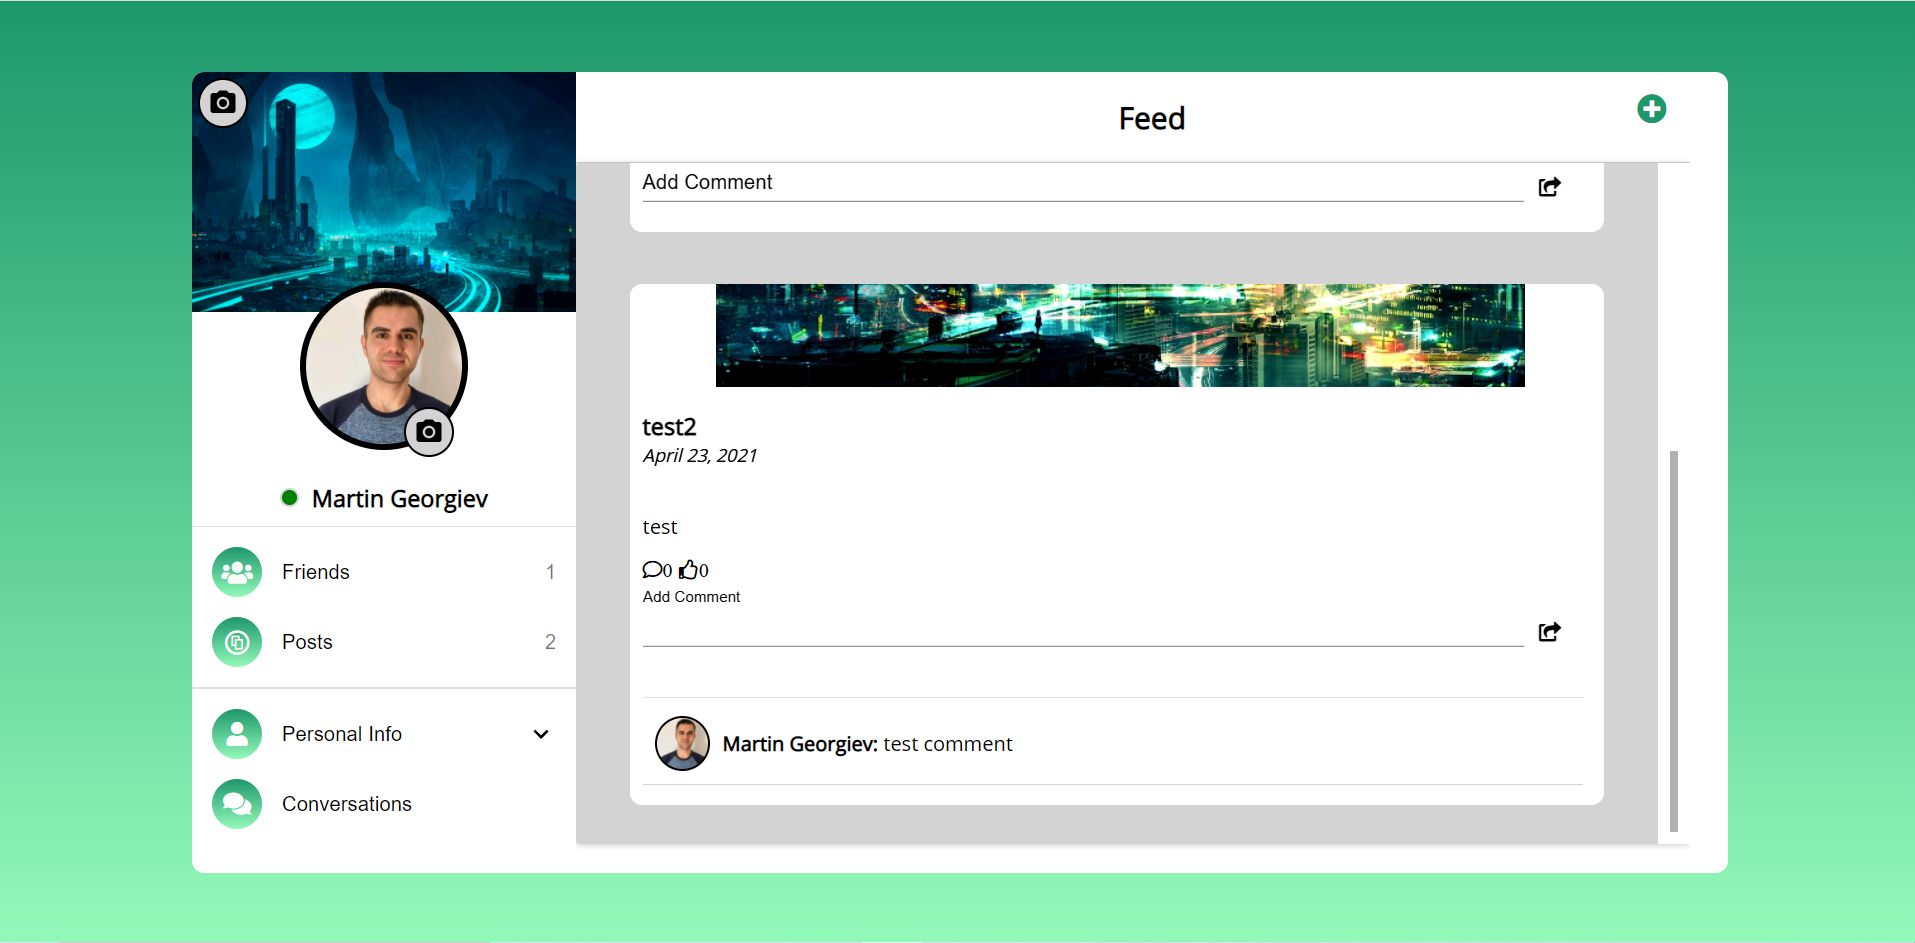 Feed
Add Comment
test2
April 23, 2021
test
0 0
Add Comment
Martin Georgiev: test comment
Martin Georgiev
Friends 1
Posts 2
Personal Info
Conversations